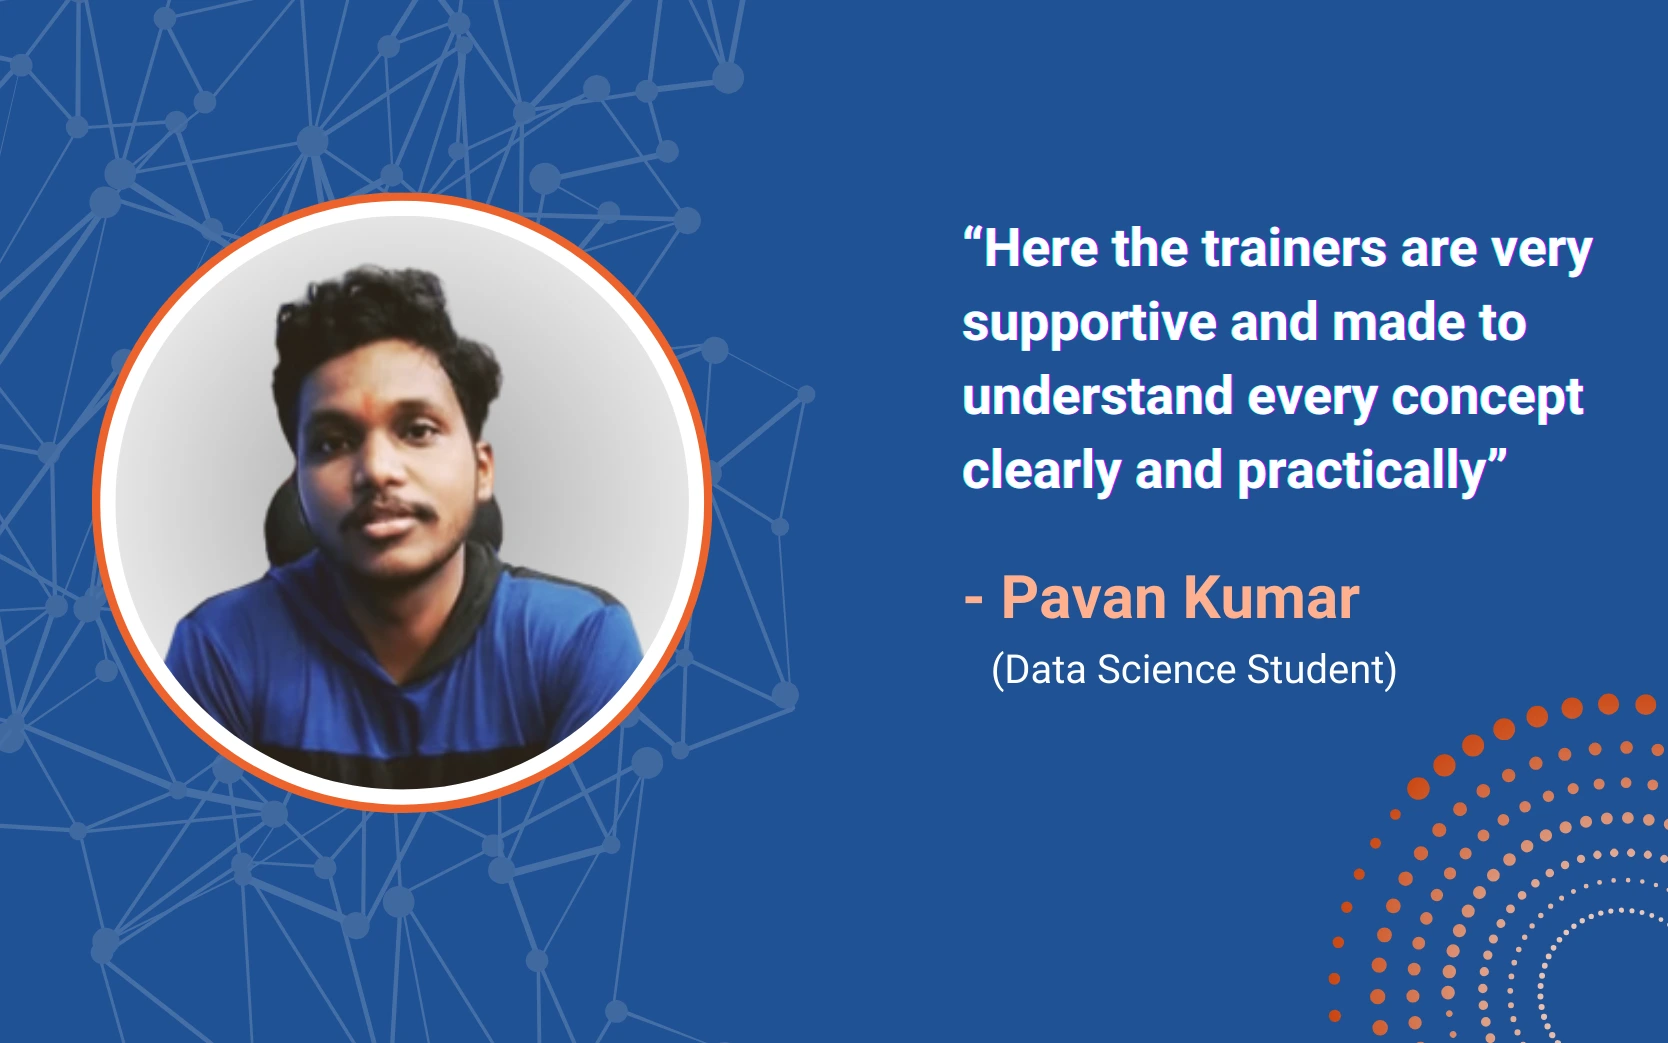 “Here the trainers are very
supportive and made to
understand every concept
clearly and practically”
- Pavan Kumar
(Data Science Student)